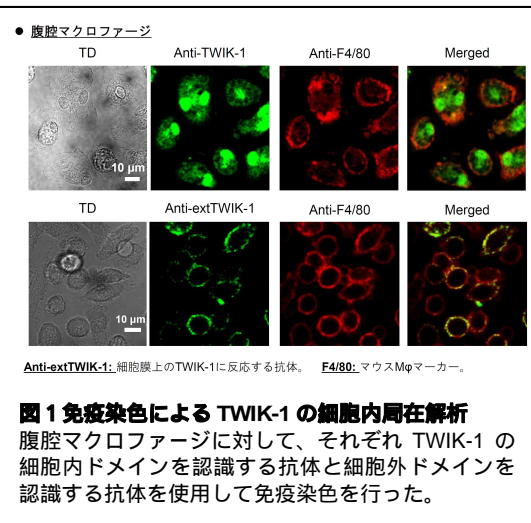 ● 腹腔マクロファージ
TD Anti-TWIK-1 Anti-F4/80 Merged
10 μm
TD Anti-extTWIK-1 Anti-F4/80 Merged
10 μm
Anti-extTWIK-1: 細胞膜上のTWIK-1に反応する抗体。 F4/80: マウスMφマーカー。
図1免疫染色による TWIK-1 の細胞内局在解析
腹腔マクロファージに対して、それぞれ TWIK-1 の
細胞内ドメインを認識する抗体と細胞外ドメインを
認識する抗体を使用して免疫染色を行った。